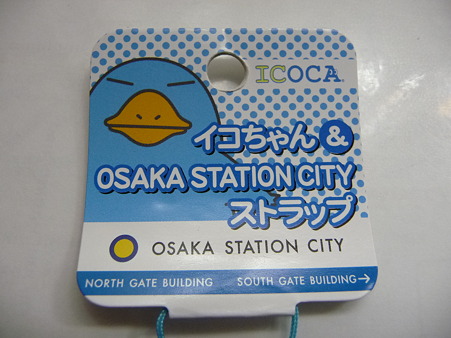 ICOCA
イコちゃん &
OSAKA STATION CITY
ストラップ
OSAKA STATION CITY
NORTH GATE BUILDING SOUTH GATE BUILDING→